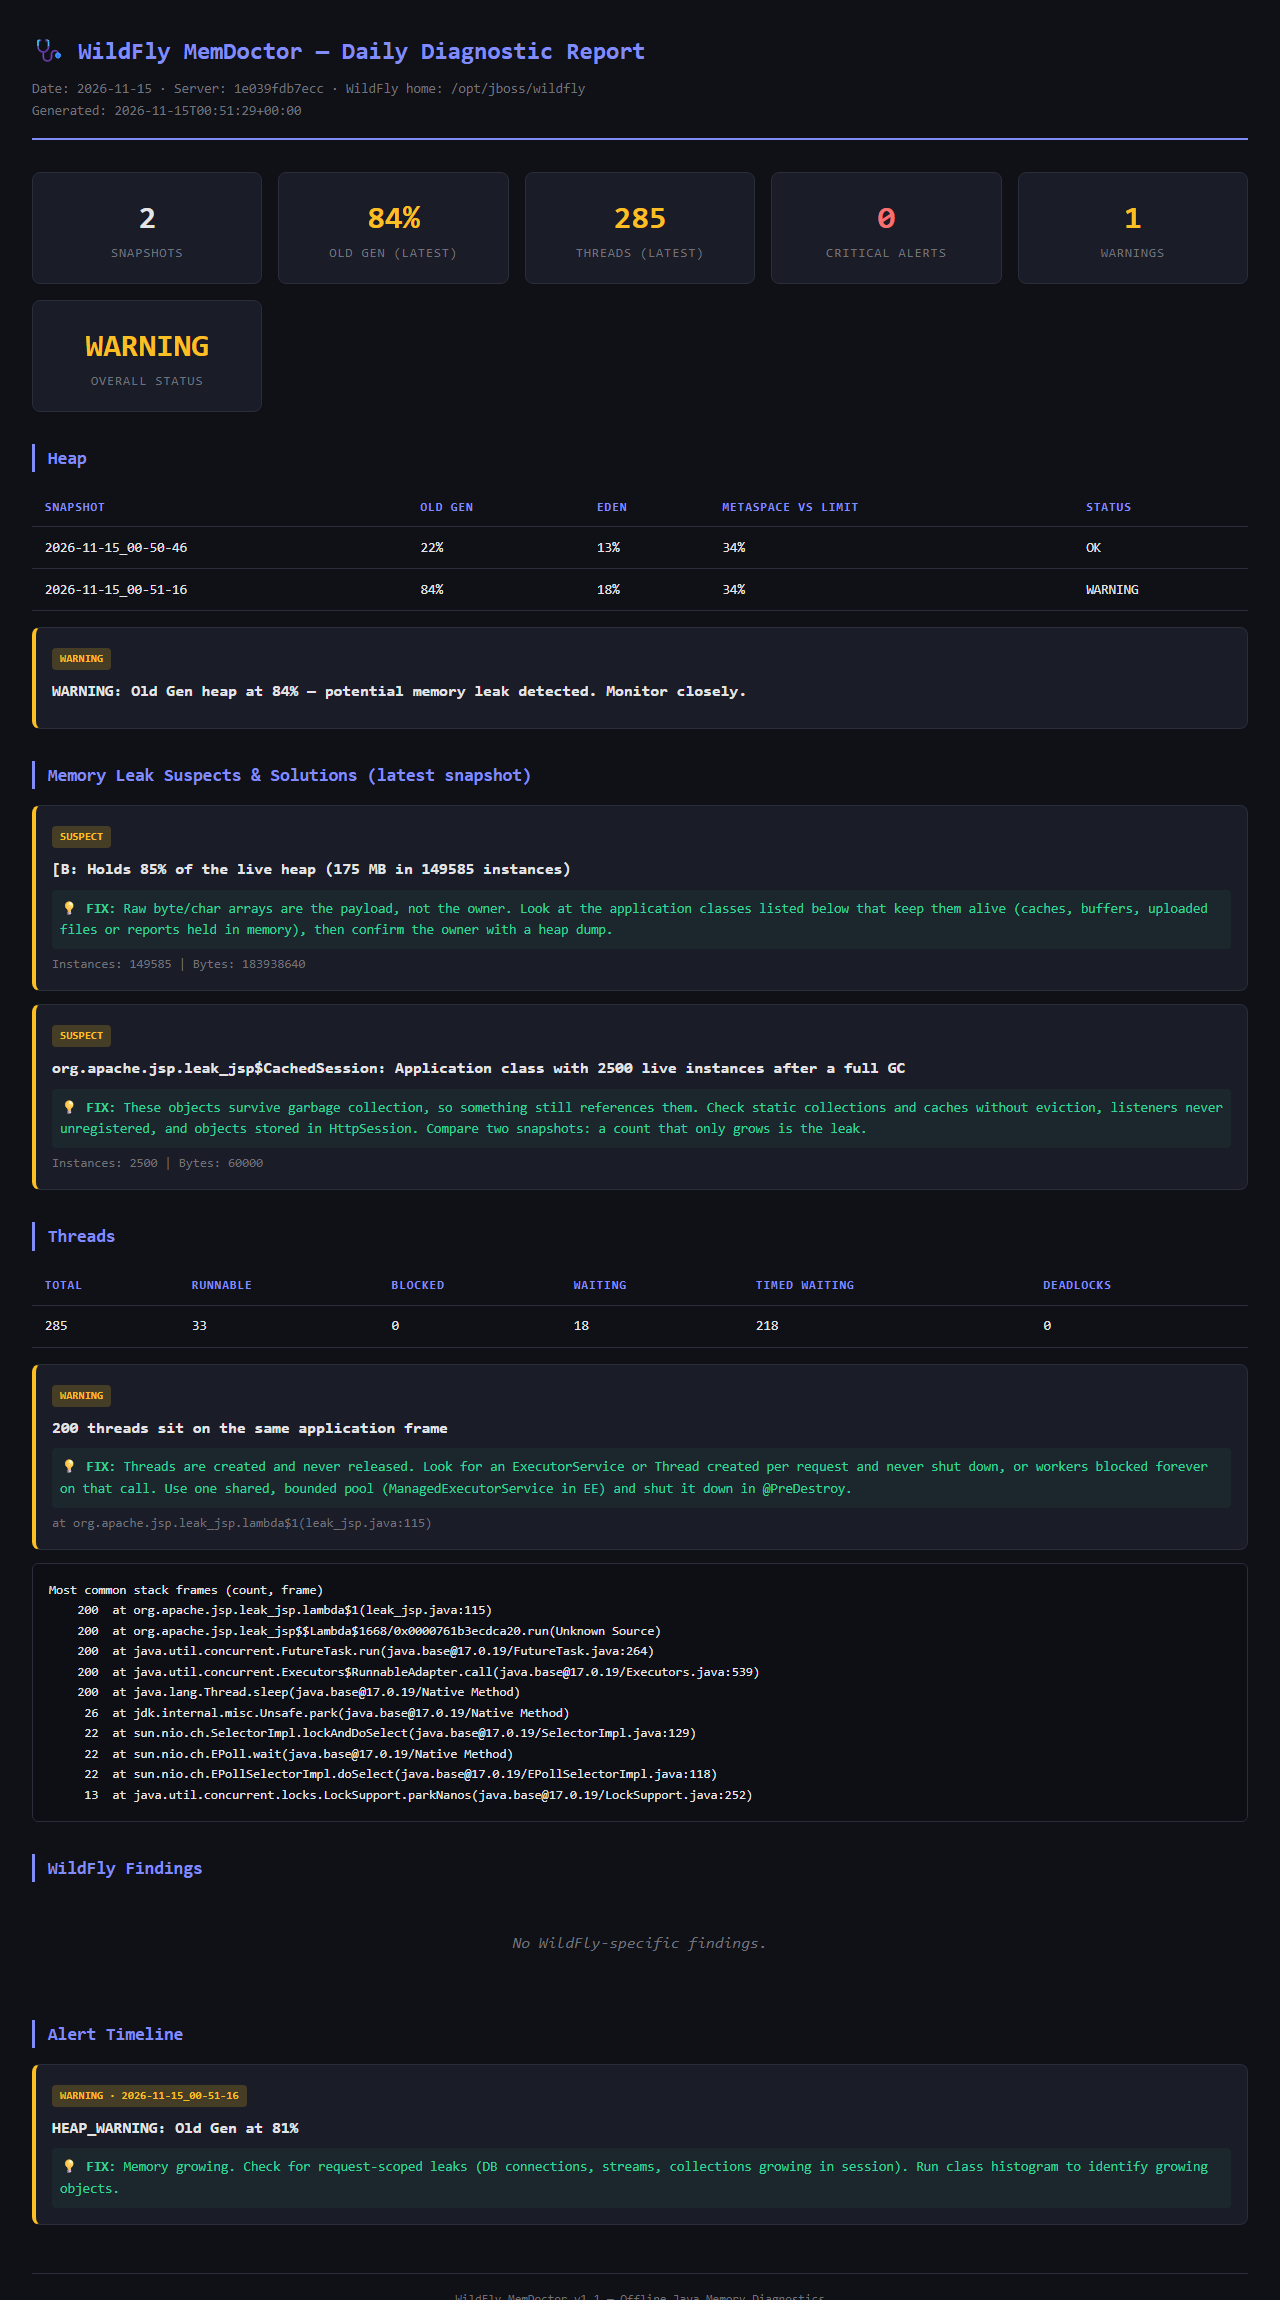 WildFly MemDoctor — Daily Diagnostic Report
Date: 2026-11-15 · Server: 1e039fdb7ecc · WildFly home: /opt/jboss/wildfly
Generated: 2026-11-15T00:51:29+00:00
2
SNAPSHOTS
84%
OLD GEN (LATEST)
285
THREADS (LATEST)
0
CRITICAL ALERTS
1
WARNINGS
WARNING
OVERALL STATUS
Heap
SNAPSHOT OLD GEN EDEN METASPACE VS LIMIT STATUS
2026-11-15_00-50-46 22% 13% 34% OK
2026-11-15_00-51-16 84% 18% 34% WARNING
WARNING
WARNING: Old Gen heap at 84% — potential memory leak detected. Monitor closely.
Memory Leak Suspects & Solutions (latest snapshot)
SUSPECT
[B: Holds 85% of the live heap (175 MB in 149585 instances)
FIX: Raw byte/char arrays are the payload, not the owner. Look at the application classes listed below that keep them alive (caches, buffers, uploaded
files or reports held in memory), then confirm the owner with a heap dump.
Instances: 149585 | Bytes: 183938640
SUSPECT
org.apache.jsp.leak_jsp$CachedSession: Application class with 2500 live instances after a full GC
FIX: These objects survive garbage collection, so something still references them. Check static collections and caches without eviction, listeners never
unregistered, and objects stored in HttpSession. Compare two snapshots: a count that only grows is the leak.
Instances: 2500 | Bytes: 60000
Threads
TOTAL RUNNABLE BLOCKED WAITING TIMED WAITING DEADLOCKS
285 33 0 18 218 0
WARNING
200 threads sit on the same application frame
FIX: Threads are created and never released. Look for an ExecutorService or Thread created per request and never shut down, or workers blocked forever
on that call. Use one shared, bounded pool (ManagedExecutorService in EE) and shut it down in @PreDestroy.
at org.apache.jsp.leak_jsp.lambda$1(leak_jsp.java:115)
Most common stack frames (count, frame)
200 at org.apache.jsp.leak_jsp.lambda$1(leak_jsp.java:115)
200 at org.apache.jsp.leak_jsp$$Lambda$1668/0x0000761b3ecdca20.run(Unknown Source)
200 at java.util.concurrent.FutureTask.run(java.base@17.0.19/FutureTask.java:264)
200 at java.util.concurrent.Executors$RunnableAdapter.call(java.base@17.0.19/Executors.java:539)
200 at java.lang.Thread.sleep(java.base@17.0.19/Native Method)
26 at jdk.internal.misc.Unsafe.park(java.base@17.0.19/Native Method)
22 at sun.nio.ch.SelectorImpl.lockAndDoSelect(java.base@17.0.19/SelectorImpl.java:129)
22 at sun.nio.ch.EPoll.wait(java.base@17.0.19/Native Method)
22 at sun.nio.ch.EPollSelectorImpl.doSelect(java.base@17.0.19/EPollSelectorImpl.java:118)
13 at java.util.concurrent.locks.LockSupport.parkNanos(java.base@17.0.19/LockSupport.java:252)
WildFly Findings
No WildFly-specific findings.
Alert Timeline
WARNING · 2026-11-15_00-51-16
HEAP_WARNING: Old Gen at 81%
FIX: Memory growing. Check for request-scoped leaks (DB connections, streams, collections growing in session). Run class histogram to identify growing
objects.
WildFly MemDoctor v1.1 — Offline Java Memory Diagnostics